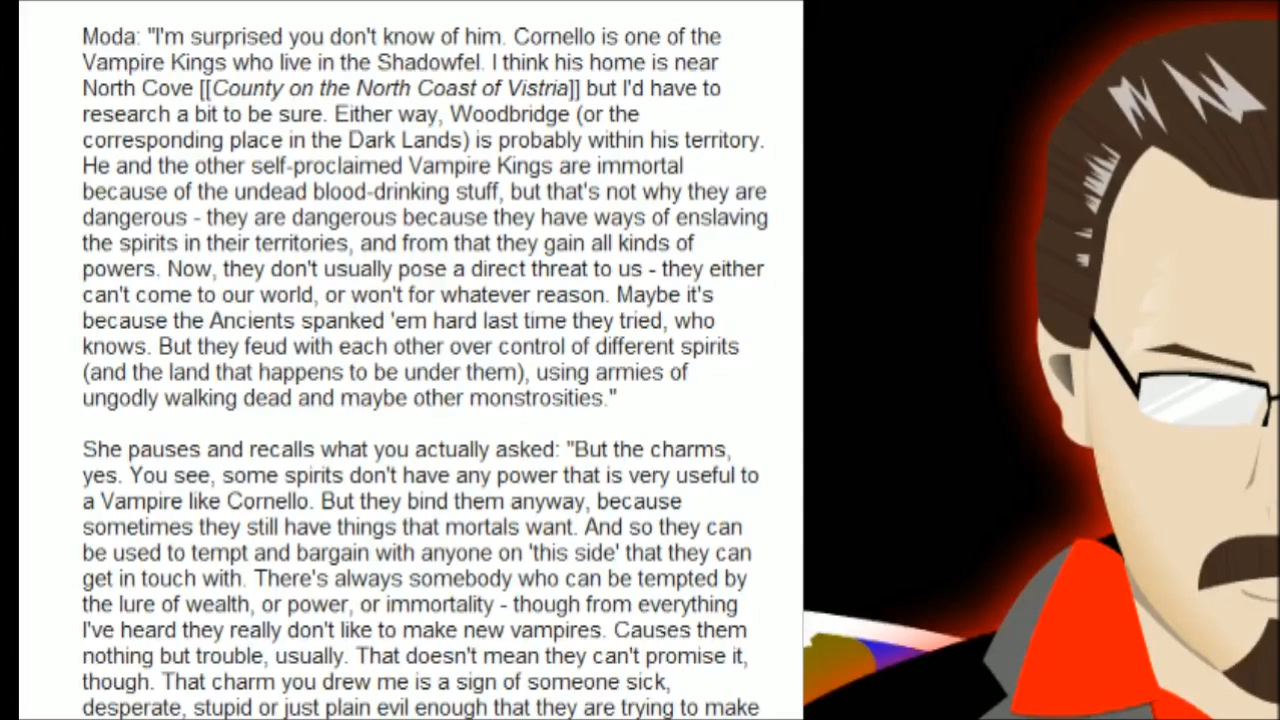 Moda: "I'm surprised you don't know of him. Cornello is one of the
Vampire Kings who live in the Shadowfel. I think his home is near
North Cove [[County on the North Coast of Vistria]] but I'd have to
research a bit to be sure. Either way, Woodbridge (or the
corresponding place in the Dark Lands) is probably within his territory.
He and the other self-proclaimed Vampire Kings are immortal
because of the undead blood-drinking stuff, but that's not why they are
dangerous - they are dangerous because they have ways of enslaving
the spirits in their territories, and from that they gain all kinds of
powers. Now, they don't usually pose a direct threat to us - they either
can't come to our world, or won't for whatever reason. Maybe it's
because the Ancients spanked 'em hard last time they tried, who
knows. But they feud with each other over control of different spirits
(and the land that happens to be under them), using armies of
ungodly walking dead and maybe other monstrosities."
She pauses and recalls what you actually asked: "But the charms,
yes. You see, some spirits don't have any power that is very useful to
a Vampire like Cornello. But they bind them anyway, because
sometimes they still have things that mortals want. And so they can
be used to tempt and bargain with anyone on 'this side' that they can
get in touch with. There's always somebody who can be tempted by
the lure of wealth, or power, or immortality - though from everything
I've heard they really don't like to make new vampires. Causes them
nothing but trouble, usually. That doesn't mean they can't promise it,
though. That charm you drew me is a sign of someone sick,
desperate, stupid or just plain evil enough that they are trying to make